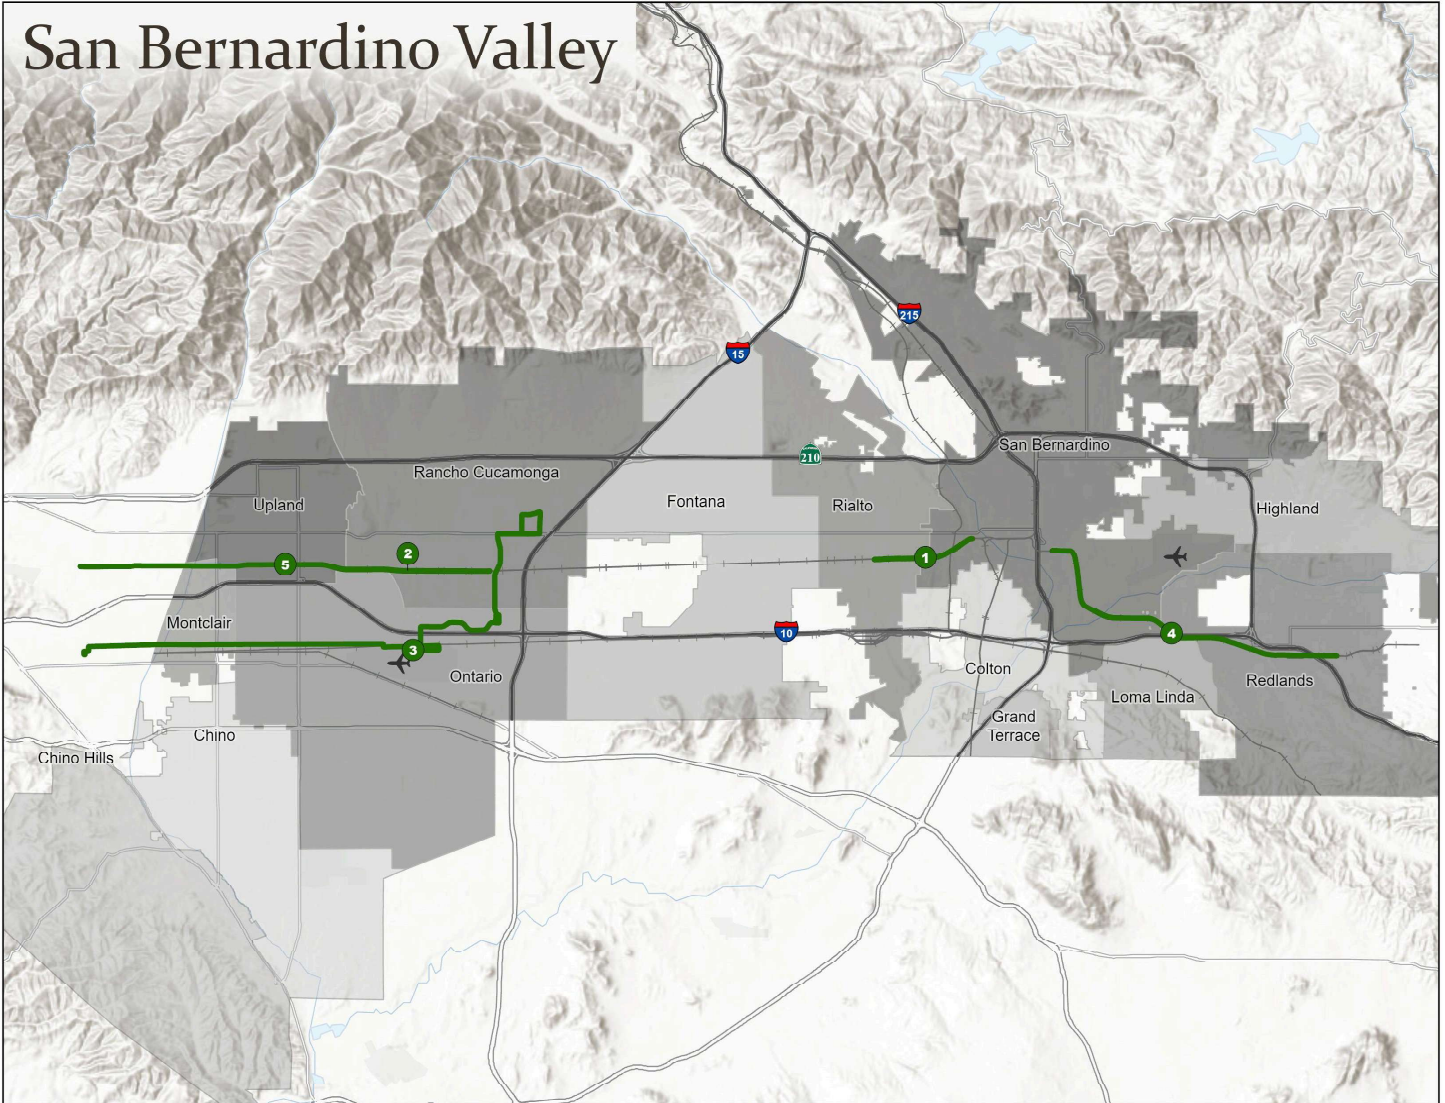 San Bernardino Valley
215
15
San Bernardino
210
Rancho Cucamonga
Upland
Fontana
Rialto
Highland
2
1
5
Montclair
10
4
3
Ontario
Colton
Redlands
Loma Linda
Grand
Terrace
Chino
Chino Hills